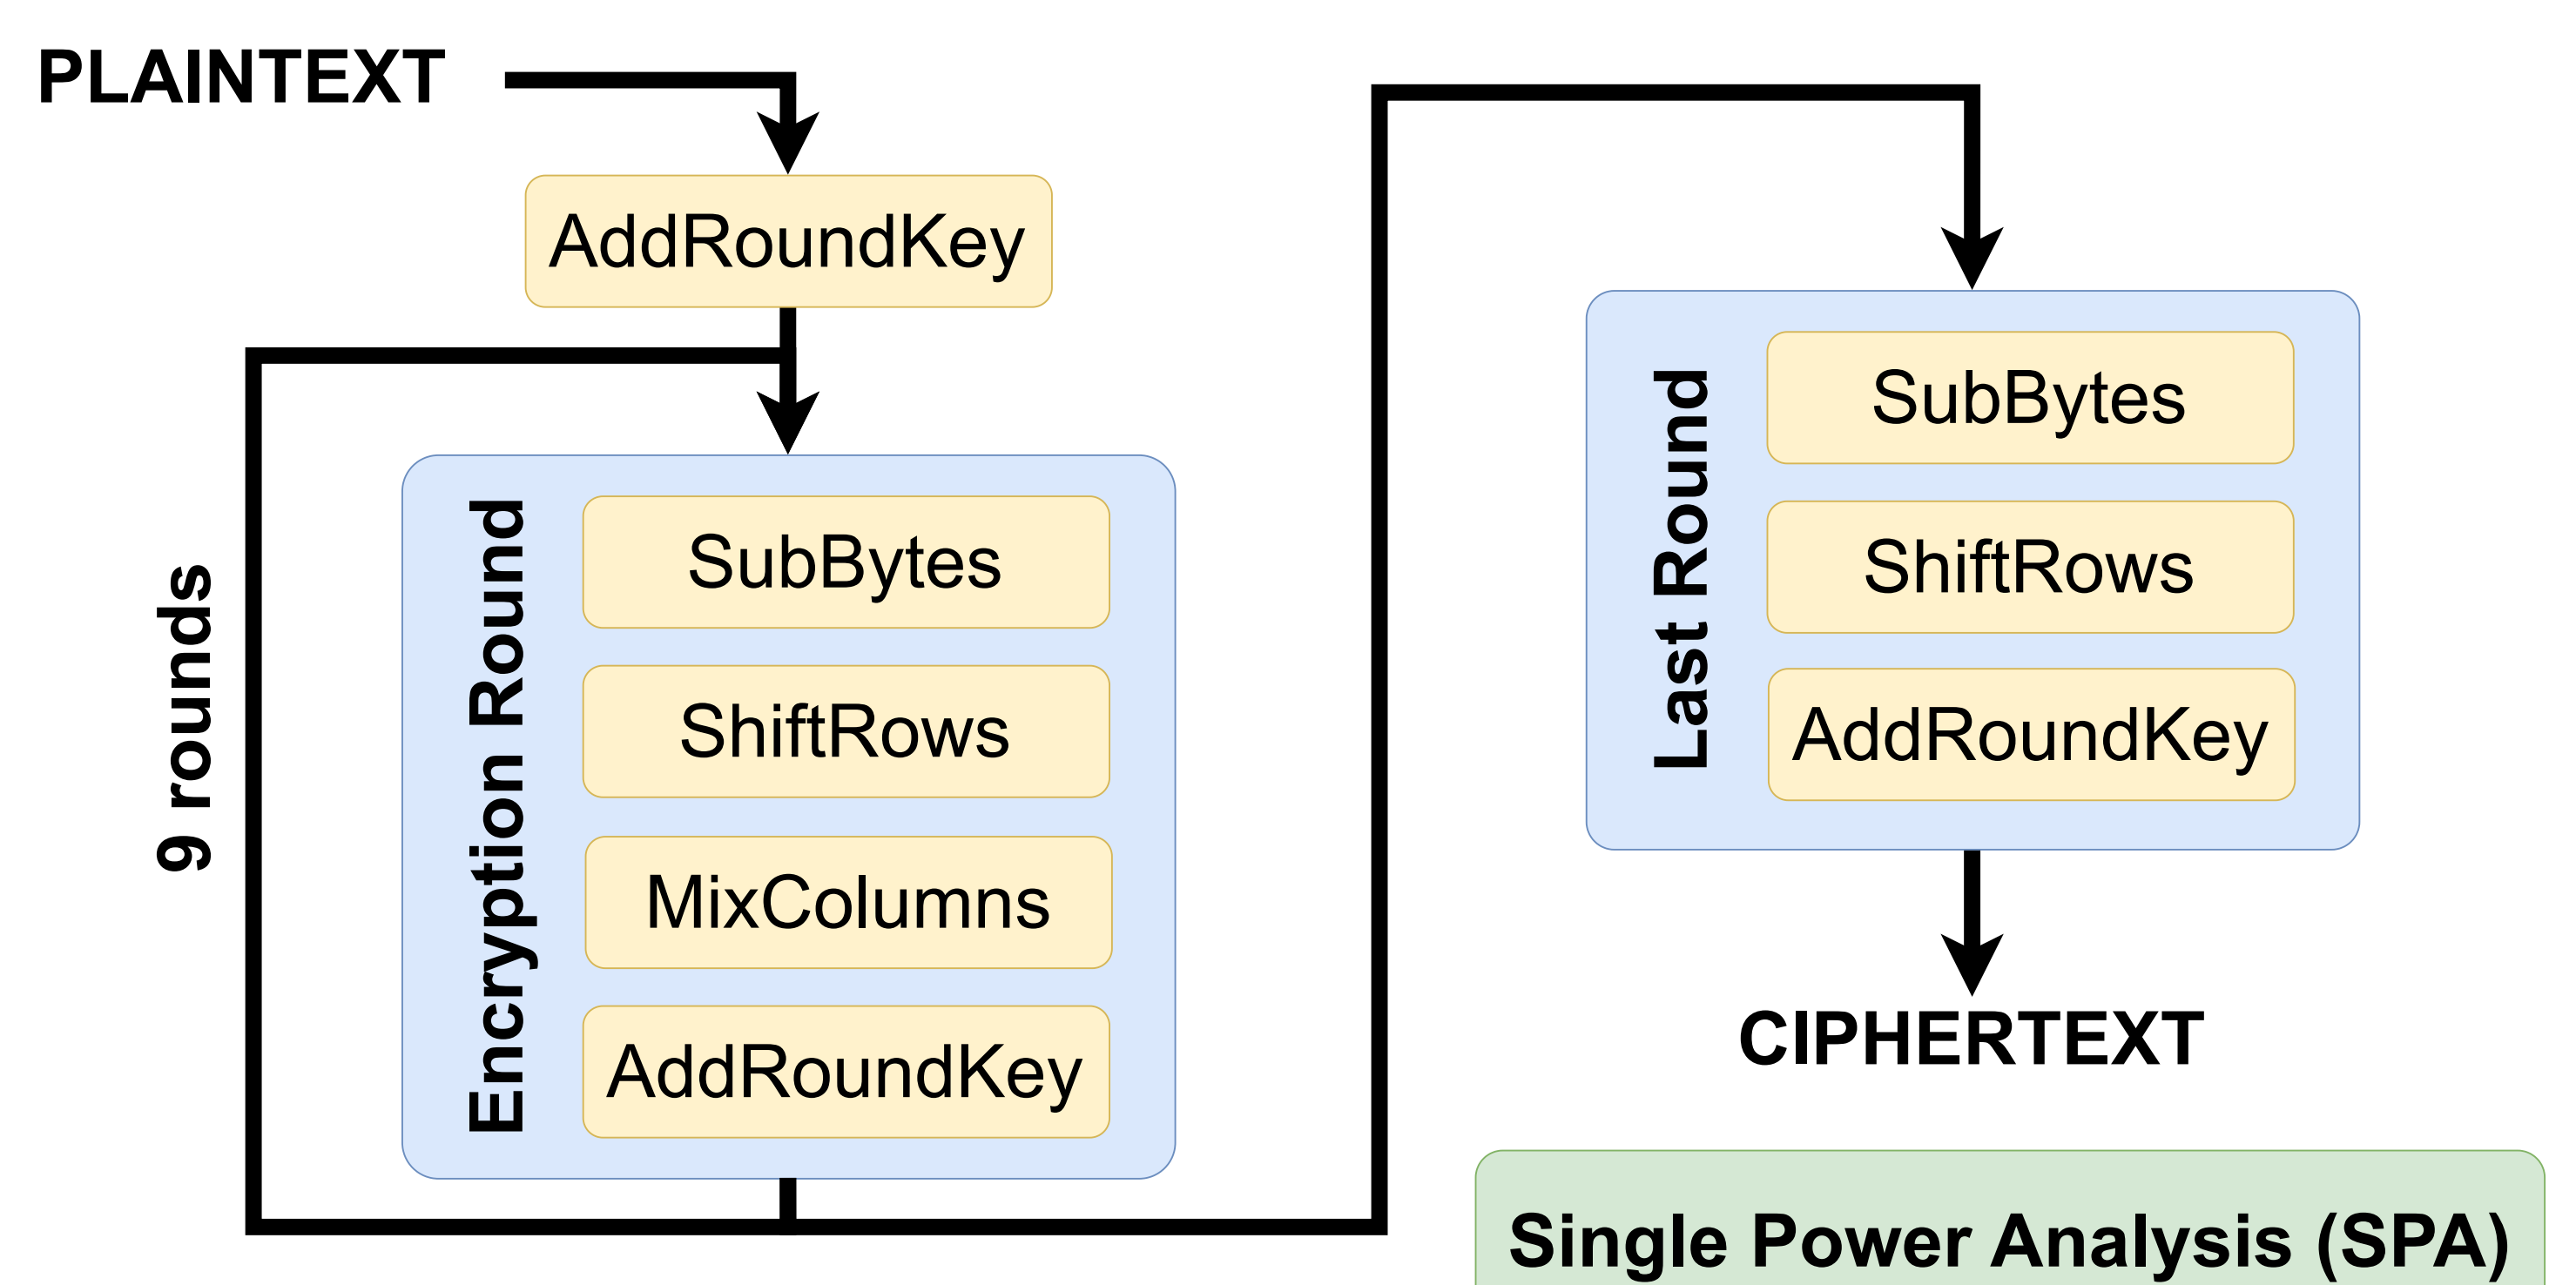 PLAINTEXT
AddRoundKey
9 rounds
Encryption Round
SubBytes
ShiftRows
MixColumns
AddRoundKey
Last Round
SubBytes
ShiftRows
AddRoundKey
CIPHERTEXT
Single Power Analysis (SPA)